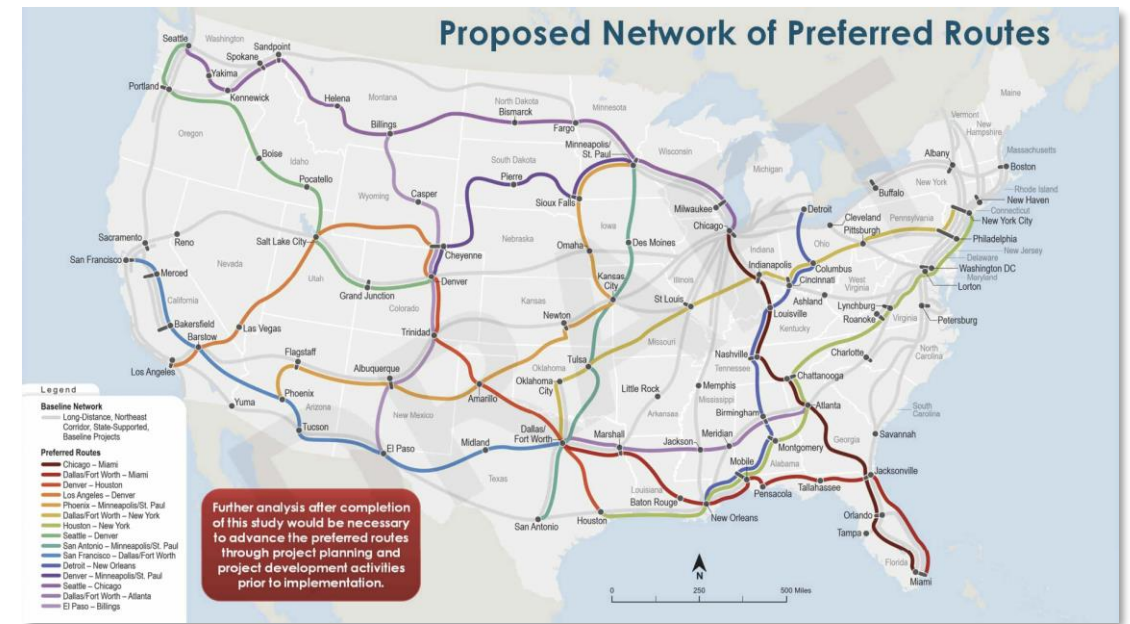 Proposed Network of Preferred Routes
Seattle
Washington
Spokane
Sandpoint
Yakima
Kennewick
Portland
Oregon
Helena
Montana
Billings
North Dakota
Bismarck
Fargo
Minnesota
Minneapolis/
St. Paul
Wisconsin
Michigan
Maine
Vermont
New
Hampshire
Albany
Massachusetts
Boston
New York
Buffalo
Rhode Island
New Haven
Connecticut
New York City
Boise
Idaho
Pocatello
Wyoming
Casper
South Dakota
Pierre
Sioux Falls
Iowa
Milwaukee
Chicago
Detroit
Cleveland
Pennsylvania
Pittsburgh
Philadelphia
New Jersey
Delaware
Maryland
Washington DC
Lorton
Sacramento
Reno
San Francisco
Merced
Nevada
California
Salt Lake City
Utah
Grand Junction
Cheyenne
Denver
Colorado
Nebraska
Omaha
Des Moines
Kansas
City
Illinois
Indiana
Indianapolis
Ohio
Columbus
Cincinnati
West
Virginia
Ashland
Lynchburg
Roanoke
Virginia
Petersburg
Bakersfield
Barstow
Las Vegas
Los Angeles
Trinidad
Kansas
Newton
St Louis
Missouri
Louisville
Kentucky
Flagstaff
Albuquerque
Phoenix
Yuma
Arizona
Tucson
New Mexico
El Paso
Amarillo
Oklahoma
Oklahoma
City
Tulsa
Little Rock
Arkansas
Nashville
Tennessee
Memphis
Mississippi
Chattanooga
Charlotte
North
Carolina
South
Carolina
Birmingham
Atlanta
Midland
Dallas/
Fort Worth
Marshall
Jackson
Meridian
Montgomery
Alabama
Georgia
Savannah
Texas
San Antonio
Houston
Louisiana
Baton Rouge
New Orleans
Mobile
Pensacola
Tallahassee
Jacksonville
Orlando
Tampa
Florida
Miami
Legend
Baseline Network
Long-Distance, Northeast
Corridor, State-Supported,
Baseline Projects
Preferred Routes
Chicago – Miami
Dallas/Fort Worth – Miami
Denver – Houston
Los Angeles – Denver
Phoenix – Minneapolis/St. Paul
Dallas/Fort Worth – New York
Houston – New York
Seattle – Denver
San Antonio – Minneapolis/St. Paul
San Francisco – Dallas/Fort Worth
Detroit – New Orleans
Denver – Minneapolis/St. Paul
Seattle – Chicago
Dallas/Fort Worth – Atlanta
El Paso – Billings
Further analysis after completion
of this study would be necessary
to advance the preferred routes
through project planning and
project development activities
prior to implementation.
N
0 250 500 Miles